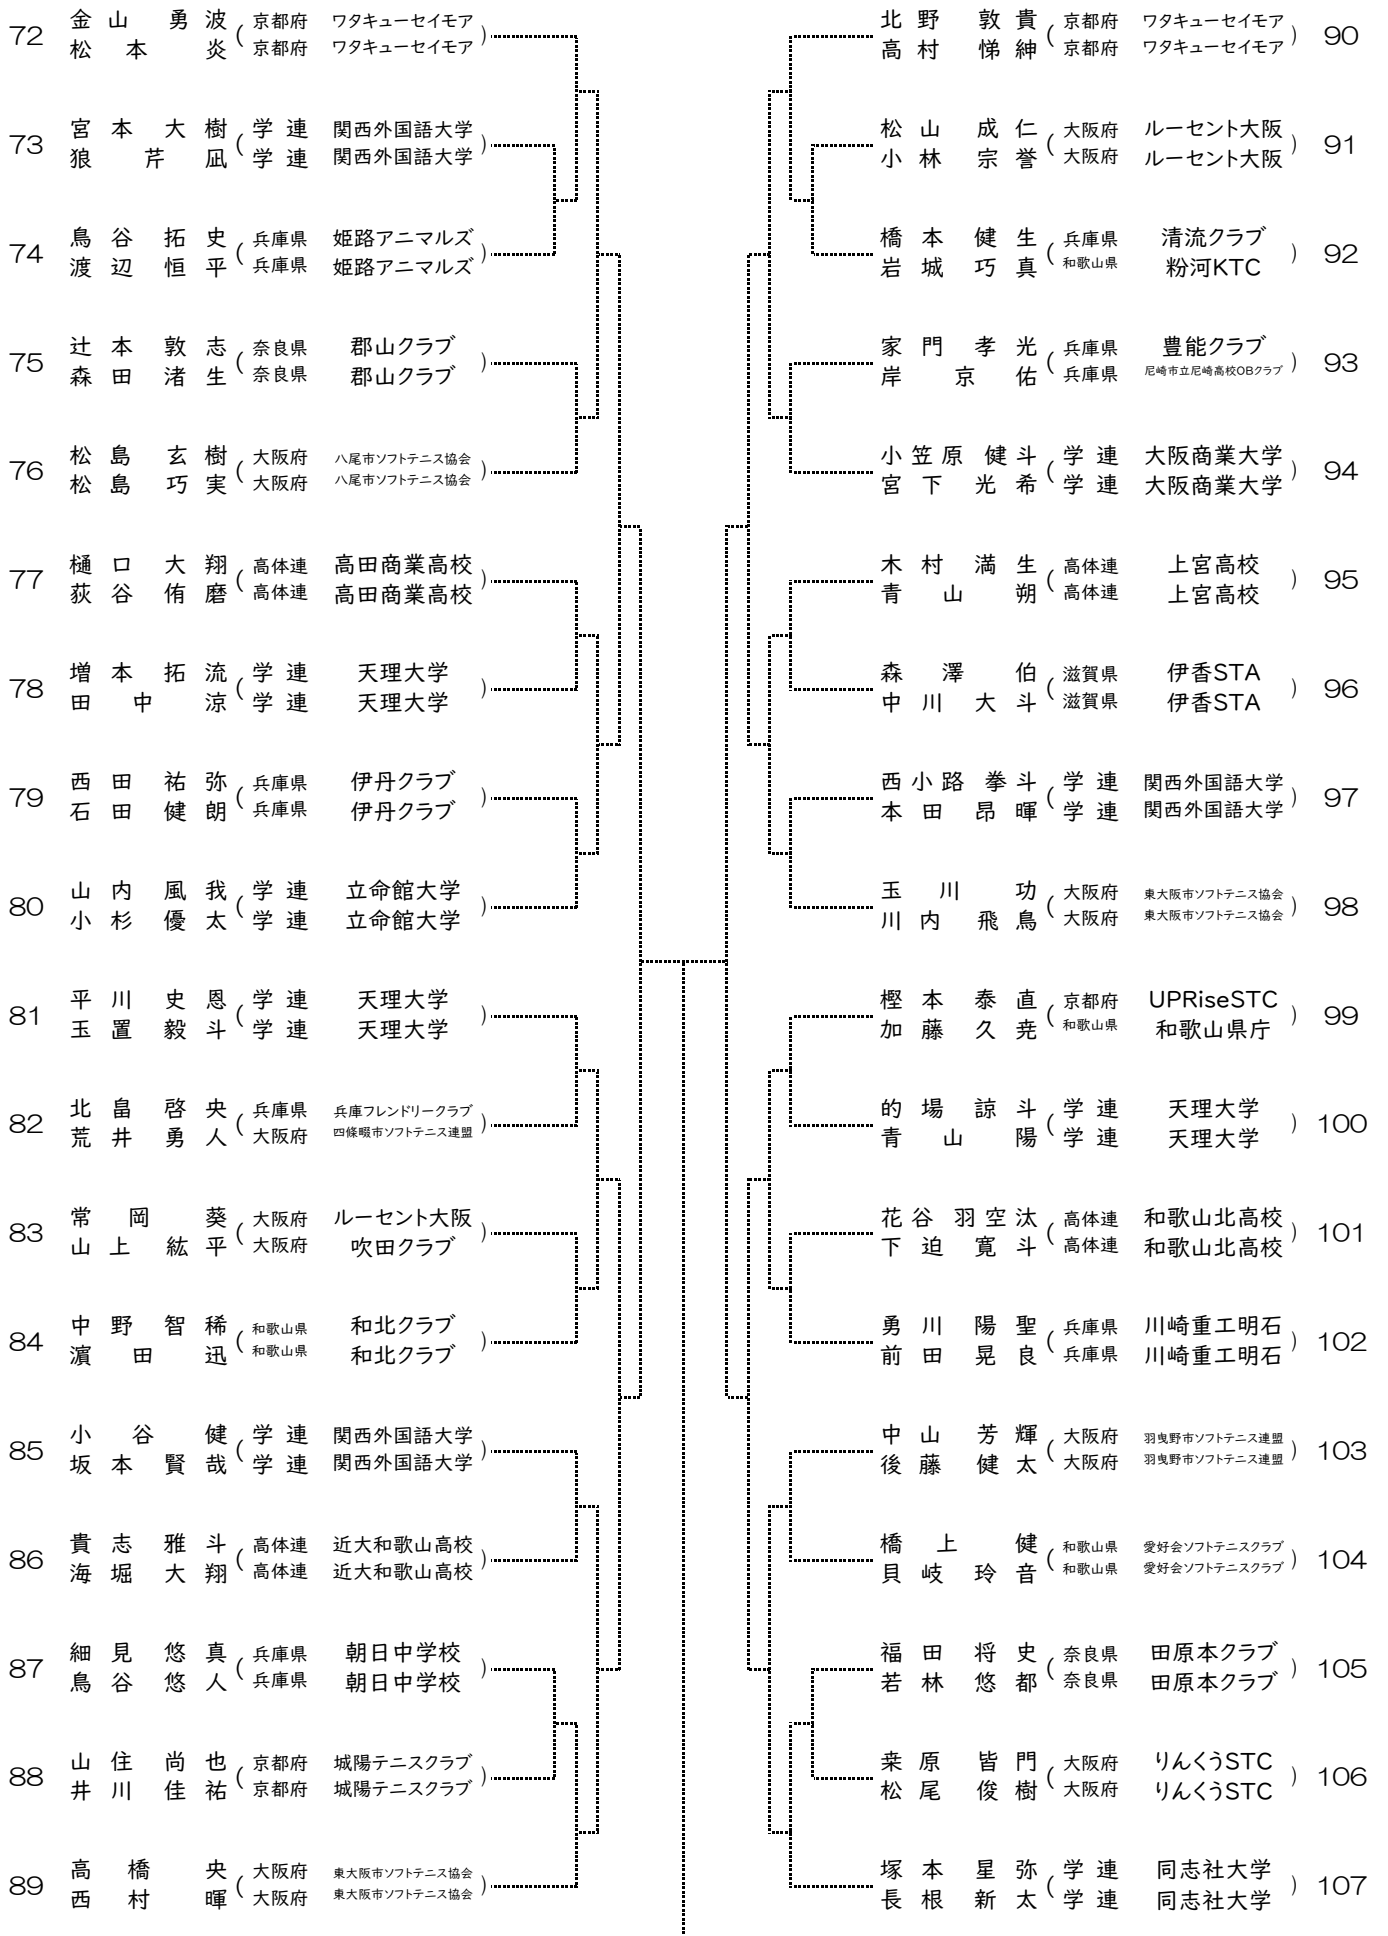 72 金山 勇波 ( 京都府 ワタキューセイモア )
松本 炎 京都府 ワタキューセイモア
73 宮本 大樹 ( 学連 関西外国語大学 )
狼 芹凪 学連 関西外国語大学
74 鳥谷 拓史 ( 兵庫県 姫路アニマルズ )
渡辺 恒平 兵庫県 姫路アニマルズ
75 辻本 敦志 ( 奈良県 郡山クラブ )
森田 渚生 奈良県 郡山クラブ
76 松島 玄樹 ( 大阪府 八尾市ソフトテニス協会 )
松島 巧実 大阪府 八尾市ソフトテニス協会
77 樋口 大翔 ( 高体連 高田商業高校 )
荻谷 侑磨 高体連 高田商業高校
78 増本 拓流 ( 学連 天理大学 )
田中 涼 学連 天理大学
79 西田 祐弥 ( 兵庫県 伊丹クラブ )
石田 健朗 兵庫県 伊丹クラブ
80 山内 風我 ( 学連 立命館大学 )
小杉 優太 学連 立命館大学
81 平川 史恩 ( 学連 天理大学 )
玉置 毅斗 学連 天理大学
82 北畠 啓央 ( 兵庫県 兵庫フレンドリークラブ )
荒井 勇人 大阪府 四條畷市ソフトテニス連盟
83 常岡 葵 ( 大阪府 ルーセント大阪 )
山上 紘平 大阪府 吹田クラブ
84 中野 智稀 ( 和歌山県 和北クラブ )
濵田 迅 和歌山県 和北クラブ
85 小谷 健 ( 学連 関西外国語大学 )
坂本 賢哉 学連 関西外国語大学
86 貴志 雅斗 ( 高体連 近大和歌山高校 )
海堀 大翔 高体連 近大和歌山高校
87 細見 悠真 ( 兵庫県 朝日中学校 )
鳥谷 悠人 兵庫県 朝日中学校
88 山住 尚也 ( 京都府 城陽テニスクラブ )
井川 佳祐 京都府 城陽テニスクラブ
89 高橋 央 ( 大阪府 東大阪市ソフトテニス協会 )
西村 暉 大阪府 東大阪市ソフトテニス協会
北野 敦貴 ( 京都府 ワタキューセイモア ) 90
高村 悌紳 京都府 ワタキューセイモア
松山 成仁 ( 大阪府 ルーセント大阪 ) 91
小林 宗誉 大阪府 ルーセント大阪
橋本 健生 ( 兵庫県 清流クラブ ) 92
岩城 巧真 和歌山県 粉河KTC
家門 孝光 ( 兵庫県 豊能クラブ ) 93
岸 京佑 兵庫県 尼崎市立尼崎高校OBクラブ
小笠原 健斗 ( 学連 大阪商業大学 ) 94
宮下 光希 学連 大阪商業大学
木村 満生 ( 高体連 上宮高校 ) 95
青山 朔 高体連 上宮高校
森澤 伯 ( 滋賀県 伊香STA ) 96
中川 大斗 滋賀県 伊香STA
西小路 拳斗 ( 学連 関西外国語大学 ) 97
本田 昂暉 学連 関西外国語大学
玉川 功 ( 大阪府 東大阪市ソフトテニス協会 ) 98
川内 飛鳥 大阪府 東大阪市ソフトテニス協会
樫本 泰直 ( 京都府 UPRiseSTC ) 99
加藤 久尭 和歌山県 和歌山県庁
的場 諒斗 ( 学連 天理大学 ) 100
青山 陽 学連 天理大学
花谷 羽空汰 ( 高体連 和歌山北高校 ) 101
下迫 寛斗 高体連 和歌山北高校
勇川 陽聖 ( 兵庫県 川崎重工明石 ) 102
前田 晃良 兵庫県 川崎重工明石
中山 芳輝 ( 大阪府 羽曳野市ソフトテニス連盟 ) 103
後藤 健太 大阪府 羽曳野市ソフトテニス連盟
橋上 健 ( 和歌山県 愛好会ソフトテニスクラブ ) 104
貝岐 玲音 和歌山県 愛好会ソフトテニスクラブ
福田 将史 ( 奈良県 田原本クラブ ) 105
若林 悠都 奈良県 田原本クラブ
桒原 皆門 ( 大阪府 りんくうSTC ) 106
松尾 俊樹 大阪府 りんくうSTC
塚本 星弥 ( 学連 同志社大学 ) 107
長根 新太 学連 同志社大学